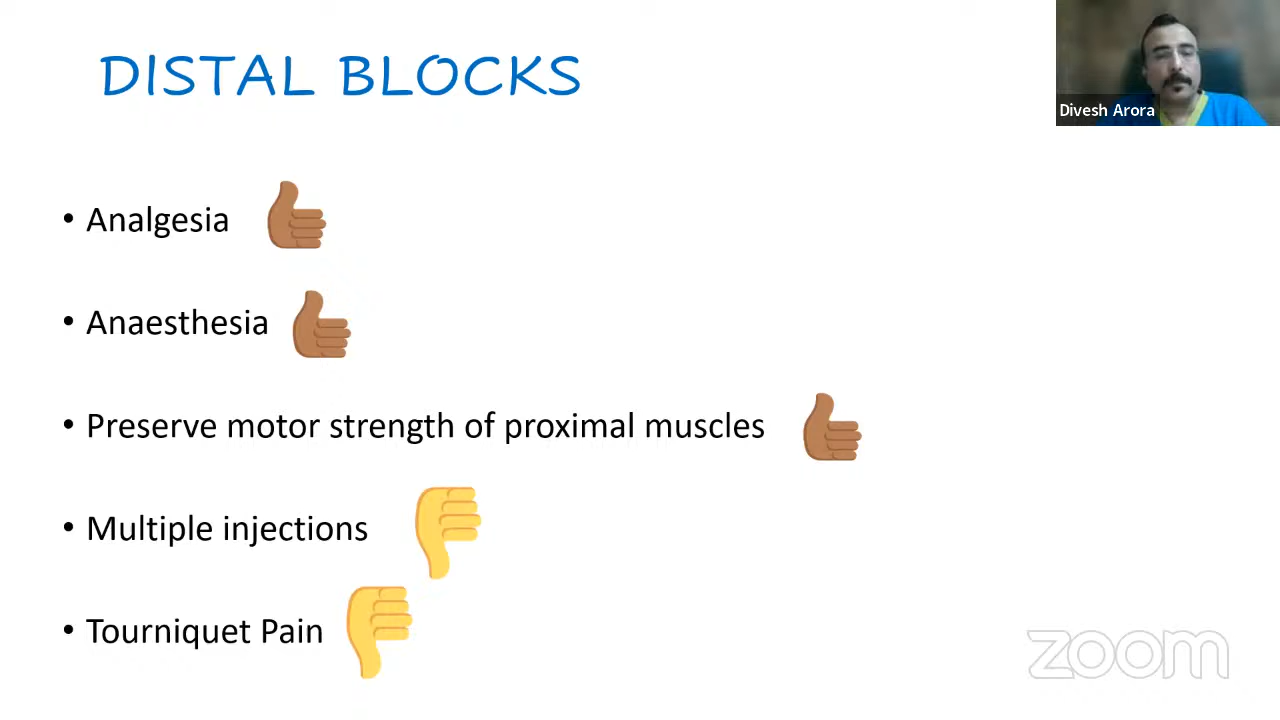 DISTAL BLOCKS
Divesh Arora
• Analgesia
• Anaesthesia
• Preserve motor strength of proximal muscles
• Multiple injections
• Tourniquet Pain
zoom